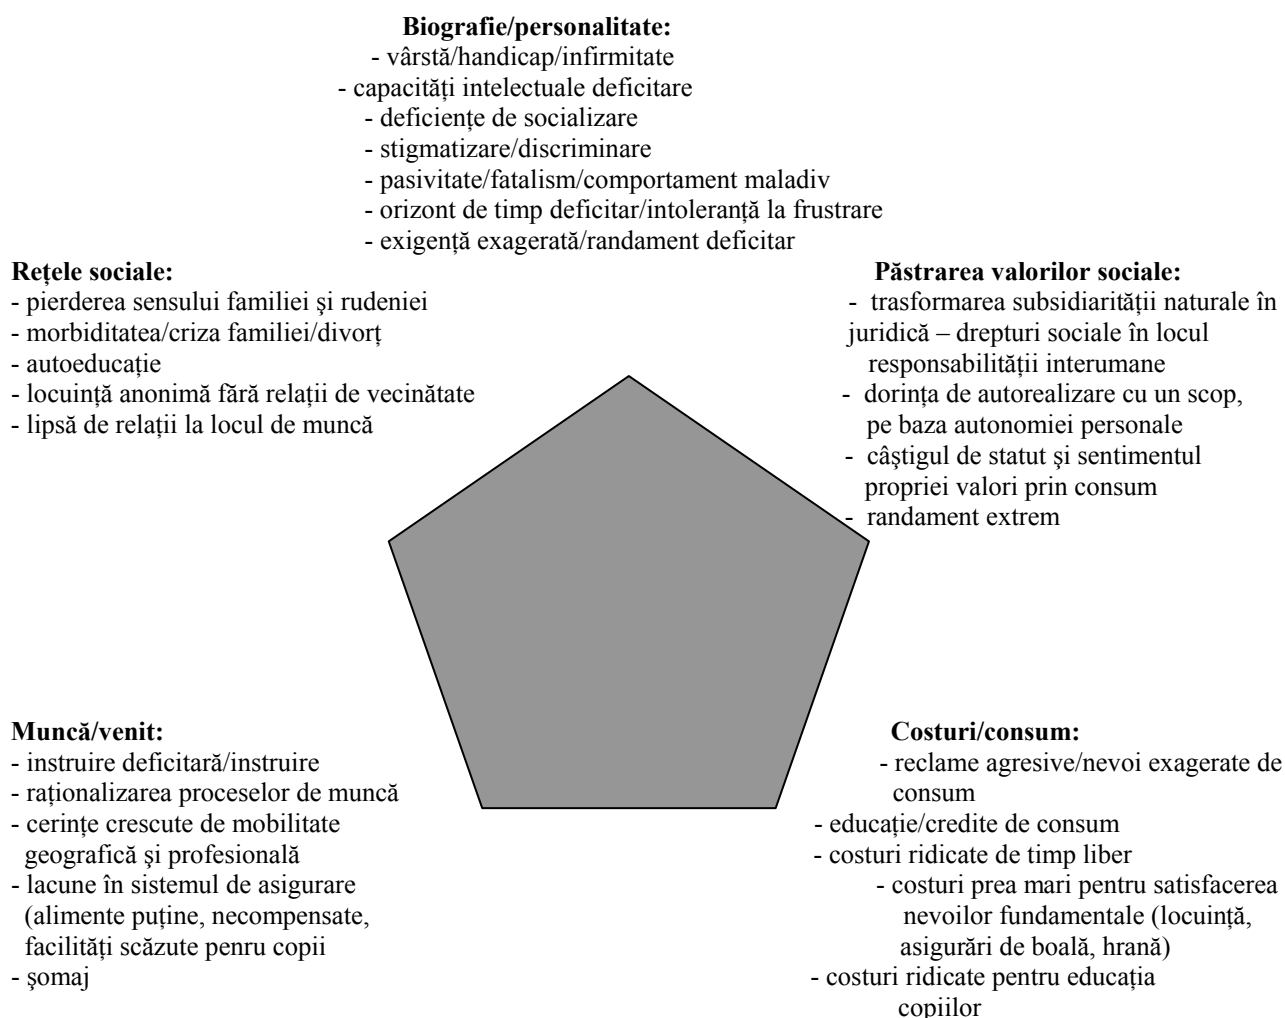 Biografie/personalitate:
- vârstă/handicap/infirmitate
- capacități intelectuale deficitare
- deficiențe de socializare
- stigmatizare/discriminare
- pasivitate/fatalism/comportament maladiv
- orizont de timp deficitar/intoleranță la frustrare
- exigență exagerată/randament deficitar
Rețele sociale:
- pierderea sensului familiei şi rudeniei
- morbiditatea/criza familiei/divorț
- autoeducație
- locuință anonimă fără relații de vecinătate
- lipsă de relații la locul de muncă
Păstrarea valorilor sociale:
- trasformarea subsidiarității naturale în
juridică – drepturi sociale în locul
responsabilității interumane
- dorința de autorealizare cu un scop,
pe baza autonomiei personale
- câştigul de statut şi sentimentul
propriei valori prin consum
- randament extrem
Muncă/venit:
- instruire deficitară/instruire
- raționalizarea proceselor de muncă
- cerințe crescute de mobilitate
geografică şi profesională
- lacune în sistemul de asigurare
(alimente puține, necompensate,
facilități scăzute penru copii
- şomaj
Costuri/consum:
- reclame agresive/nevoi exagerate de
consum
- educație/credite de consum
- costuri ridicate de timp liber
- costuri prea mari pentru satisfacerea
nevoilor fundamentale (locuință,
asigurări de boală, hrană)
- costuri ridicate pentru educația
copiilor